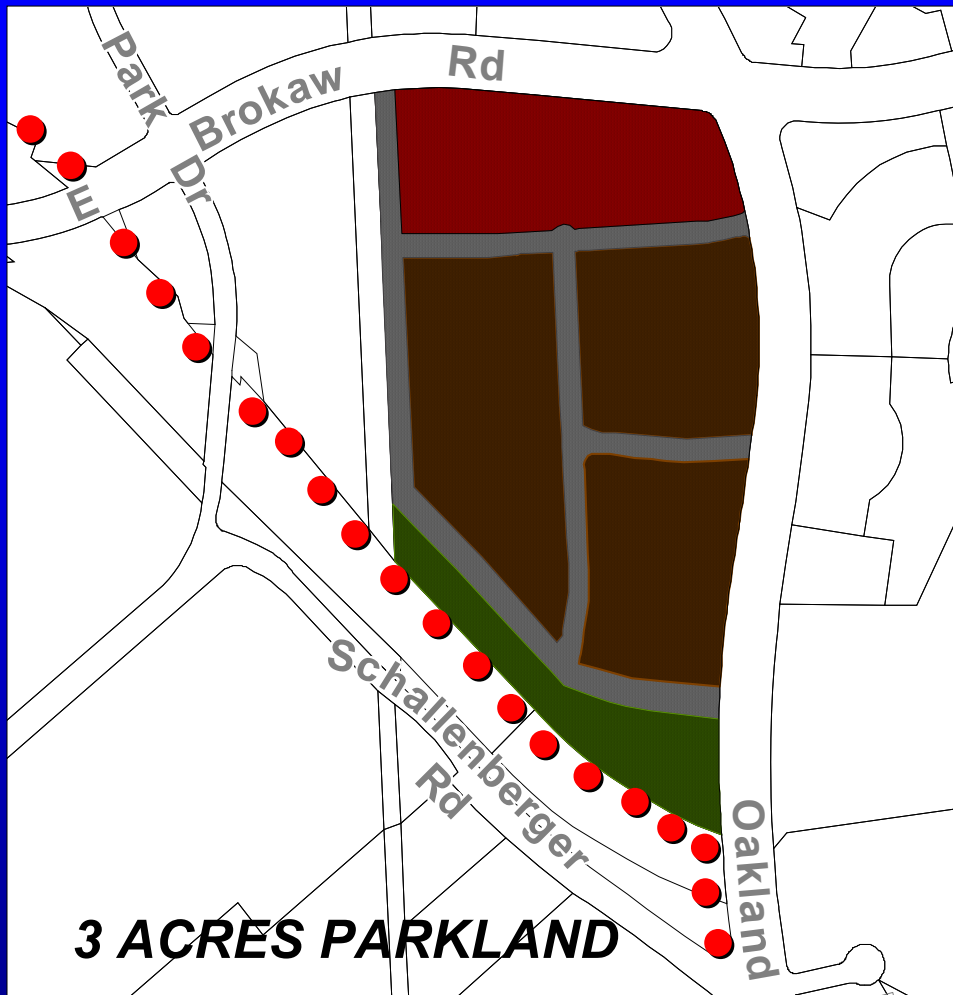 Park
Dr
E Brokaw Rd
Schallenberger
Rd
Oakland
3 ACRES PARKLAND